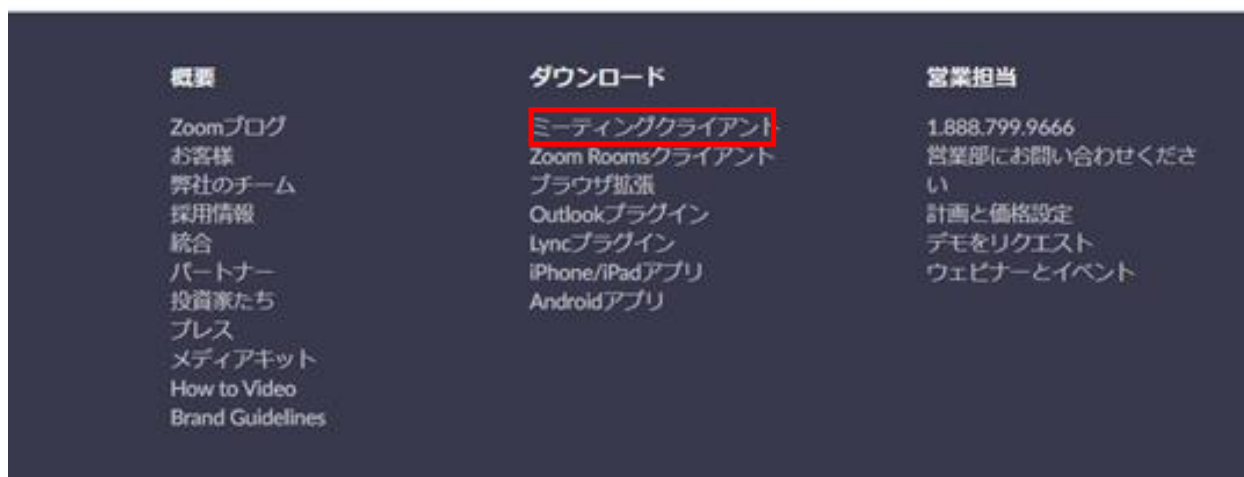 概要
Zoomブログ
お客様
弊社のチーム
採用情報
統合
パートナー
投資家たち
プレス
メディアキット
How to Video
Brand Guidelines
ダウンロード
ミーティングクライアント
Zoom Roomsクライアント
ブラウザ拡張
Outlookプラグイン
Lyncプラグイン
iPhone/iPadアプリ
Androidアプリ
営業担当
1.888.799.9666
営業部にお問い合わせくださ
い
計画と価格設定
デモをリクエスト
ウェビナーとイベント